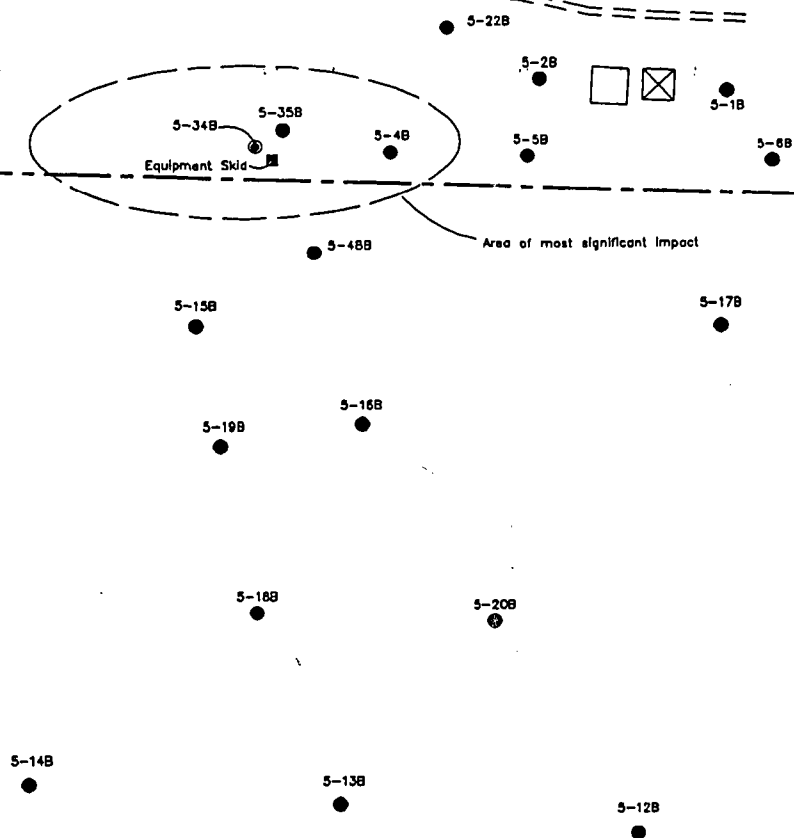 5-22B
5-2B
5-1B
5-35B
5-34B
5-4B
5-5B
5-6B
Equipment Skid
5-48B
Area of most significant impact
5-15B
5-17B
5-16B
5-19B
5-18B
5-20B
5-14B
5-13B
5-12B